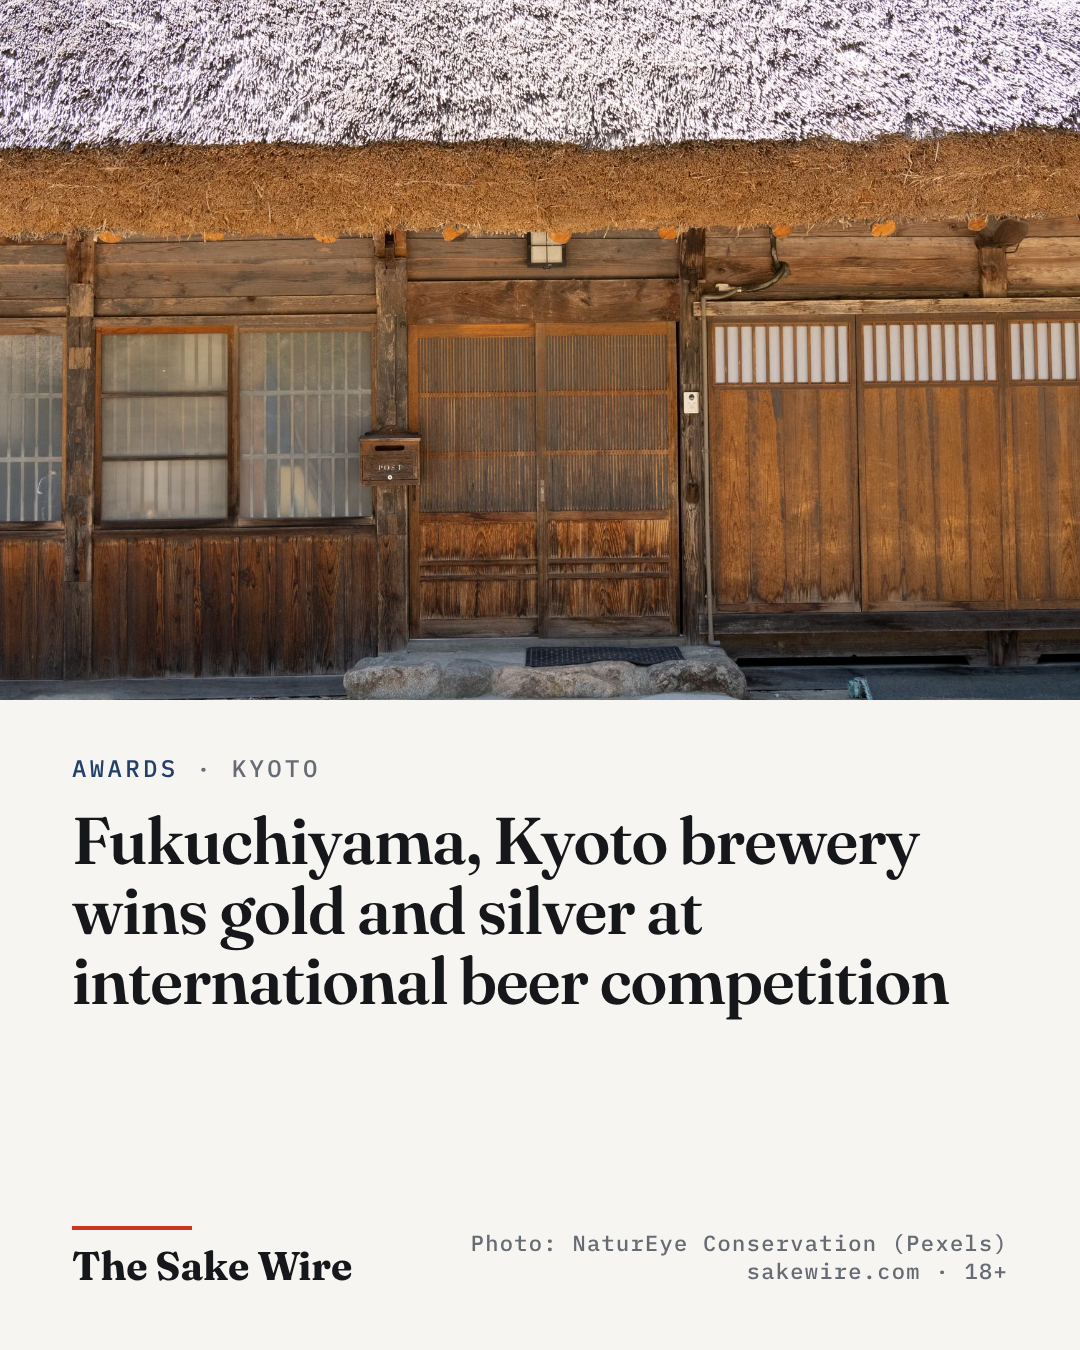 POST
AWARDS · KYOTO
Fukuchiyama, Kyoto brewery
wins gold and silver at
international beer competition
The Sake Wire
Photo: NaturEye Conservation (Pexels)
sakewire.com · 18+